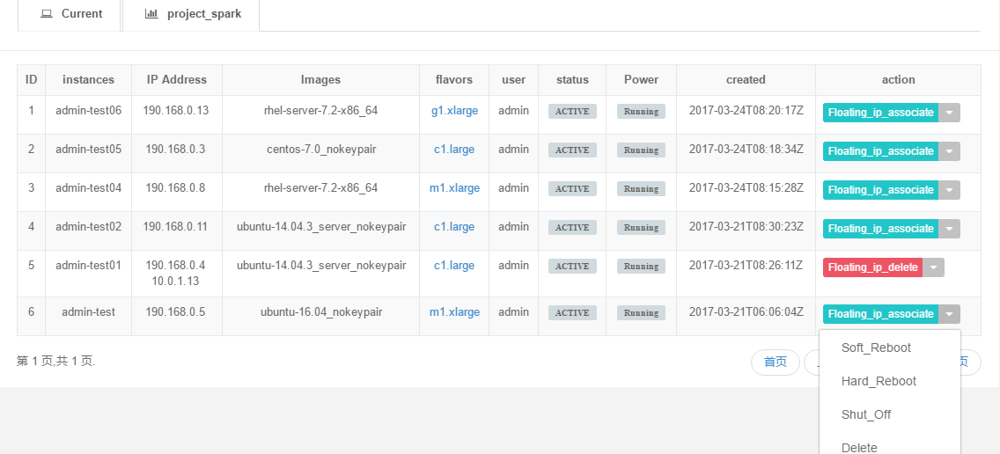 Current project_spark
ID instances IP Address Images flavors user status Power created action
1 admin-test06 190.168.0.13 rhel-server-7.2-x86_64 g1.xlarge admin ACTIVE Running 2017-03-24T08:20:17Z Floating_ip_associate
2 admin-test05 190.168.0.3 centos-7.0_nokeypair c1.large admin ACTIVE Running 2017-03-24T08:18:34Z Floating_ip_associate
3 admin-test04 190.168.0.8 rhel-server-7.2-x86_64 m1.xlarge admin ACTIVE Running 2017-03-24T08:15:28Z Floating_ip_associate
4 admin-test02 190.168.0.11 ubuntu-14.04.3_server_nokeypair c1.large admin ACTIVE Running 2017-03-21T08:30:23Z Floating_ip_associate
5 admin-test01 190.168.0.4 ubuntu-14.04.3_server_nokeypair c1.large admin ACTIVE Running 2017-03-21T08:26:11Z Floating_ip_delete
10.0.1.13
6 admin-test 190.168.0.5 ubuntu-16.04_nokeypair m1.xlarge admin ACTIVE Running 2017-03-21T06:06:04Z Floating_ip_associate
第 1 页,共 1 页. 首页 页
Soft_Reboot
Hard_Reboot
Shut_Off
Delete